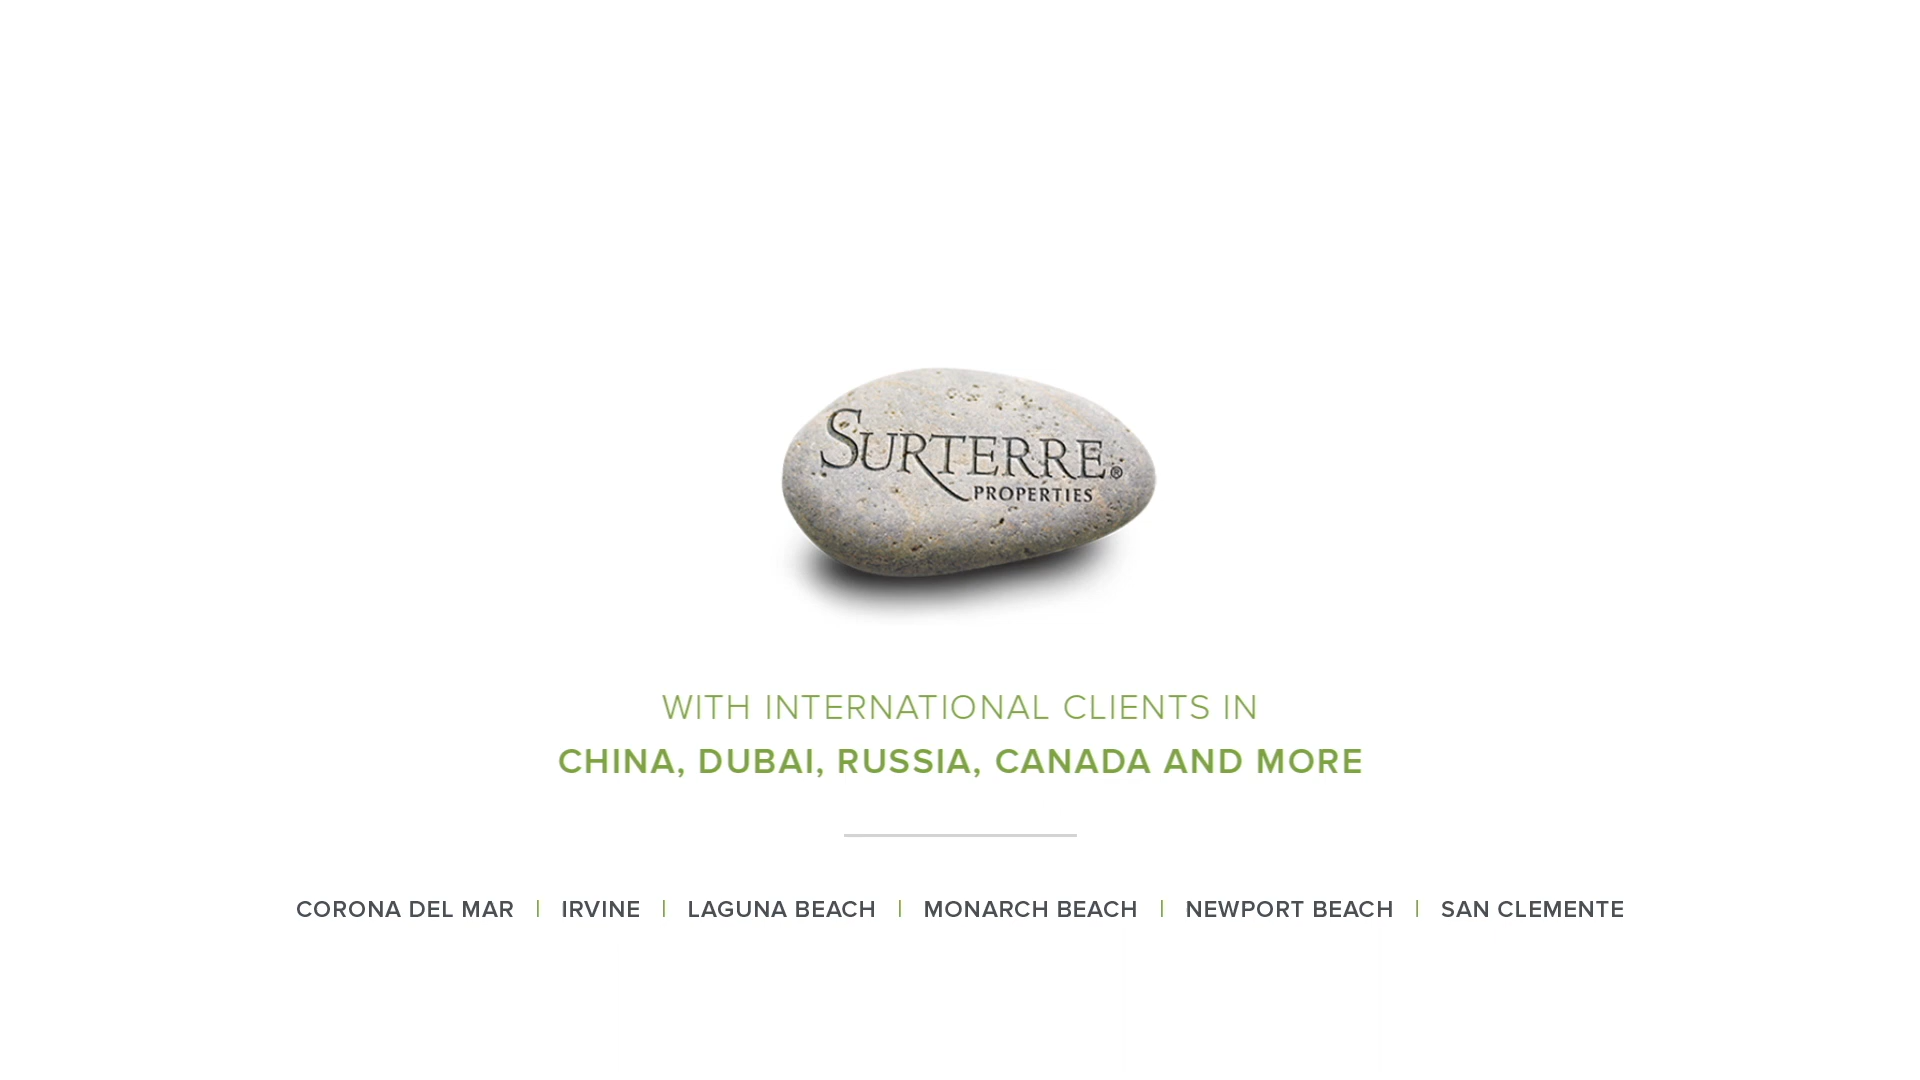 SURTERRE®
PROPERTIES
WITH INTERNATIONAL CLIENTS IN
CHINA, DUBAI, RUSSIA, CANADA AND MORE
CORONA DEL MAR | IRVINE | LAGUNA BEACH | MONARCH BEACH | NEWPORT BEACH | SAN CLEMENTE